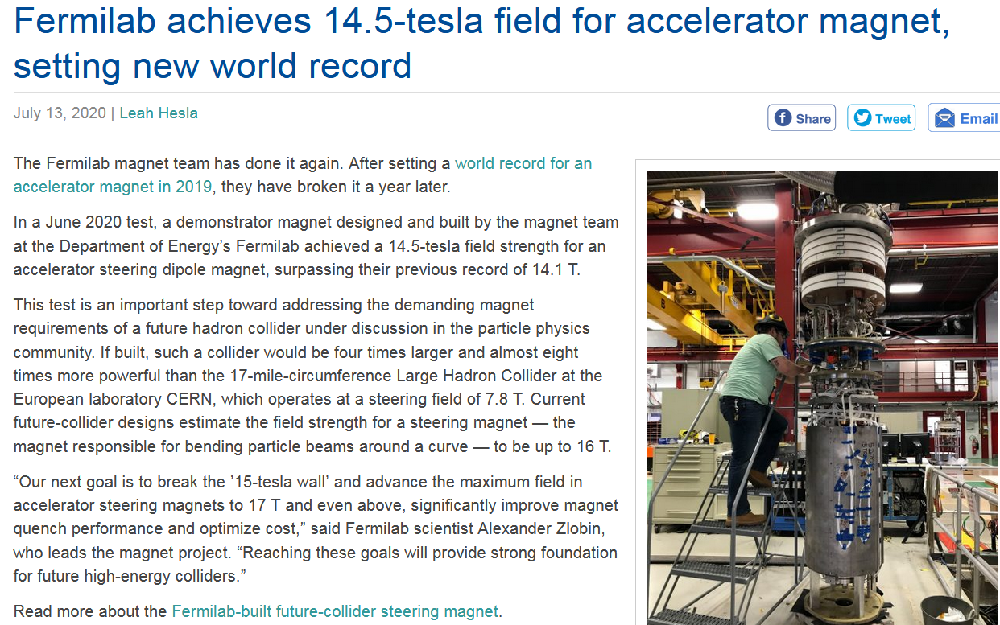 Fermilab achieves 14.5-tesla field for accelerator magnet,
setting new world record
July 13, 2020 | Leah Hesla
Share
Tweet
Email
The Fermilab magnet team has done it again. After setting a world record for an
accelerator magnet in 2019, they have broken it a year later.
In a June 2020 test, a demonstrator magnet designed and built by the magnet team
at the Department of Energy’s Fermilab achieved a 14.5-tesla field strength for an
accelerator steering dipole magnet, surpassing their previous record of 14.1 T.
This test is an important step toward addressing the demanding magnet
requirements of a future hadron collider under discussion in the particle physics
community. If built, such a collider would be four times larger and almost eight
times more powerful than the 17-mile-circumference Large Hadron Collider at the
European laboratory CERN, which operates at a steering field of 7.8 T. Current
future-collider designs estimate the field strength for a steering magnet — the
magnet responsible for bending particle beams around a curve — to be up to 16 T.
“Our next goal is to break the ’15-tesla wall’ and advance the maximum field in
accelerator steering magnets to 17 T and even above, significantly improve magnet
quench performance and optimize cost,” said Fermilab scientist Alexander Zlobin,
who leads the magnet project. “Reaching these goals will provide strong foundation
for future high-energy colliders.”
Read more about the Fermilab-built future-collider steering magnet.